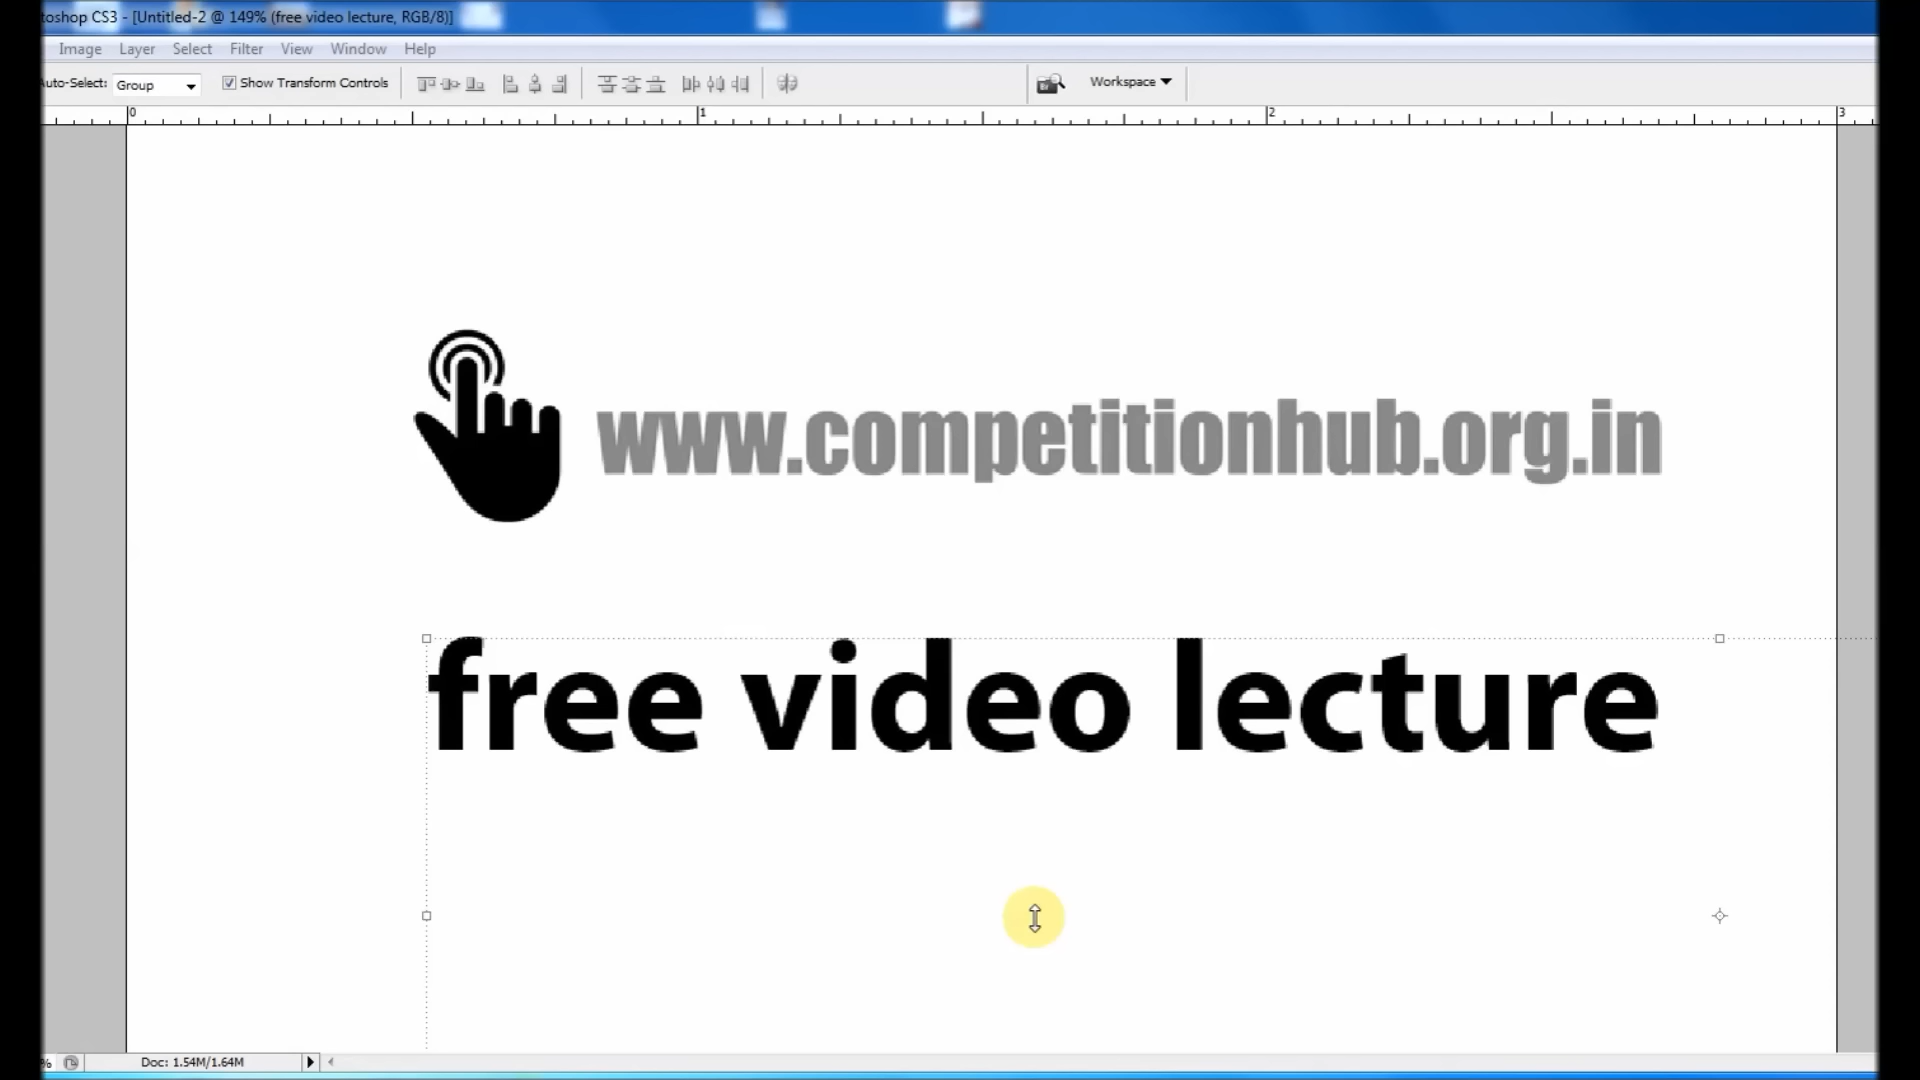 toshop CS3 - [Untitled-2 @ 149% (free video lecture, RGB/8)]
Image Layer Select Filter View Window Help
Auto-Select: Group Show Transform Controls Workspace
0 1 2 3
www.competitionhub.org.in
free video lecture
% Doc: 1.54M/1.64M